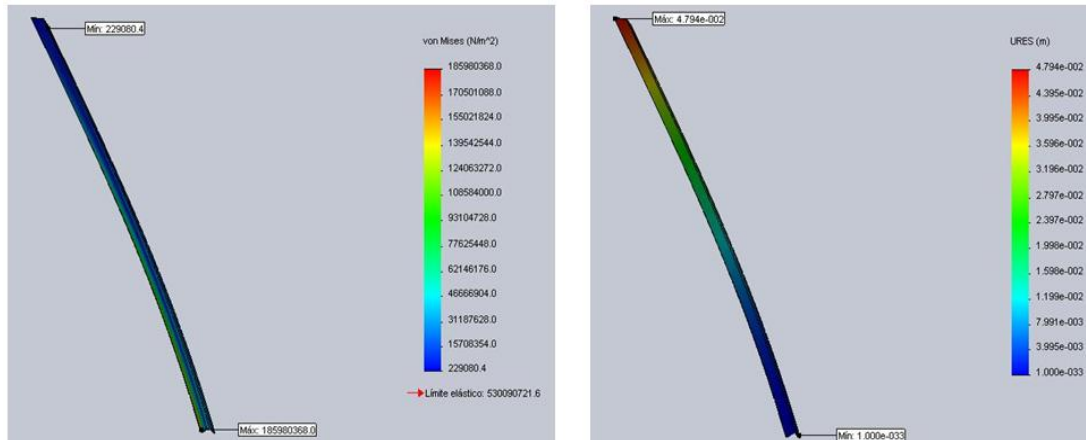 Mín: 229080.4
von Mises (N/m^2)
185980368.0
170501088.0
155021824.0
139542544.0
124063272.0
108584000.0
93104728.0
77625448.0
62146176.0
46666904.0
31187628.0
15708354.0
229080.4
Límite elástico: 530090721.6
Máx: 185980368.0
Máx: 4.794e-002
URES (m)
4.794e-002
4.395e-002
3.995e-002
3.596e-002
3.196e-002
2.797e-002
2.397e-002
1.998e-002
1.598e-002
1.199e-002
7.991e-003
3.995e-003
1.000e-033
Mín: 1.000e-033